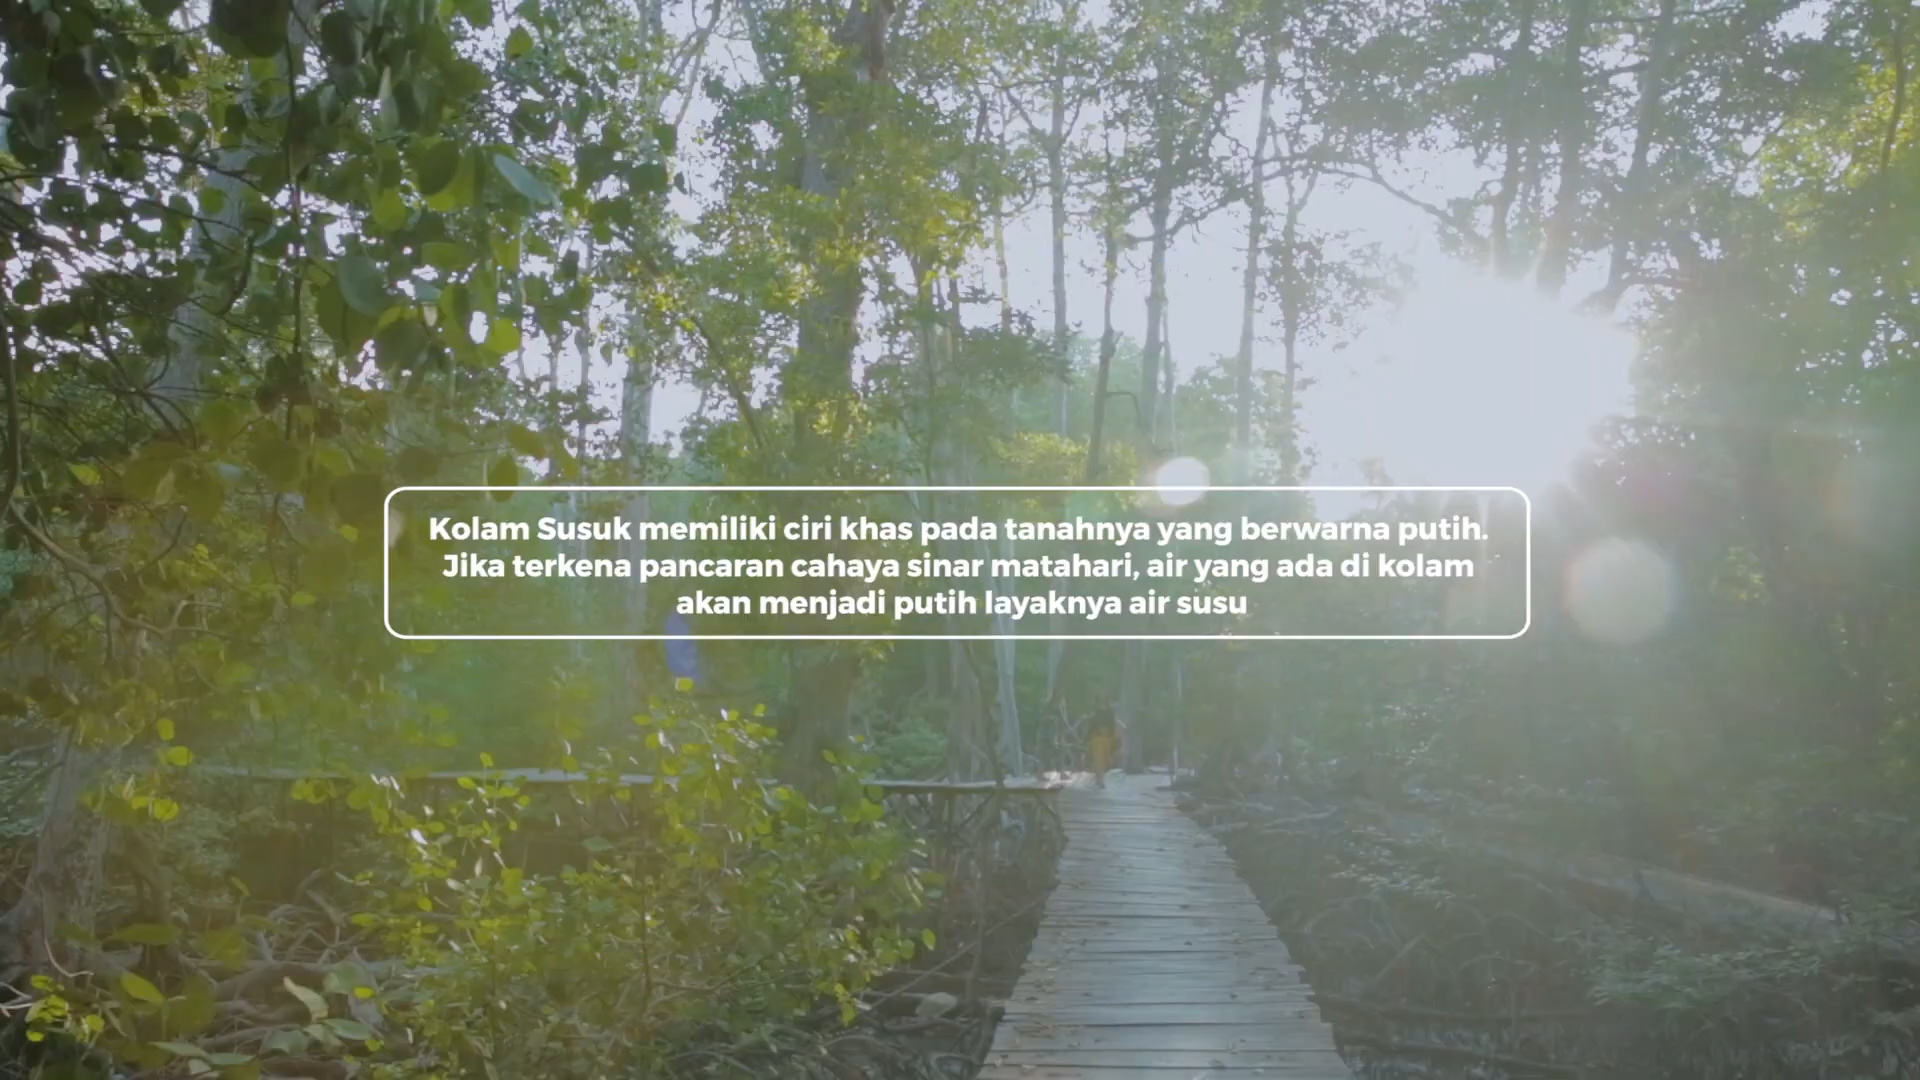 Kolam Susuk memiliki ciri khas pada tanahnya yang berwarna putih.
Jika terkena pancaran cahaya sinar matahari, air yang ada di kolam
akan menjadi putih layaknya air susu